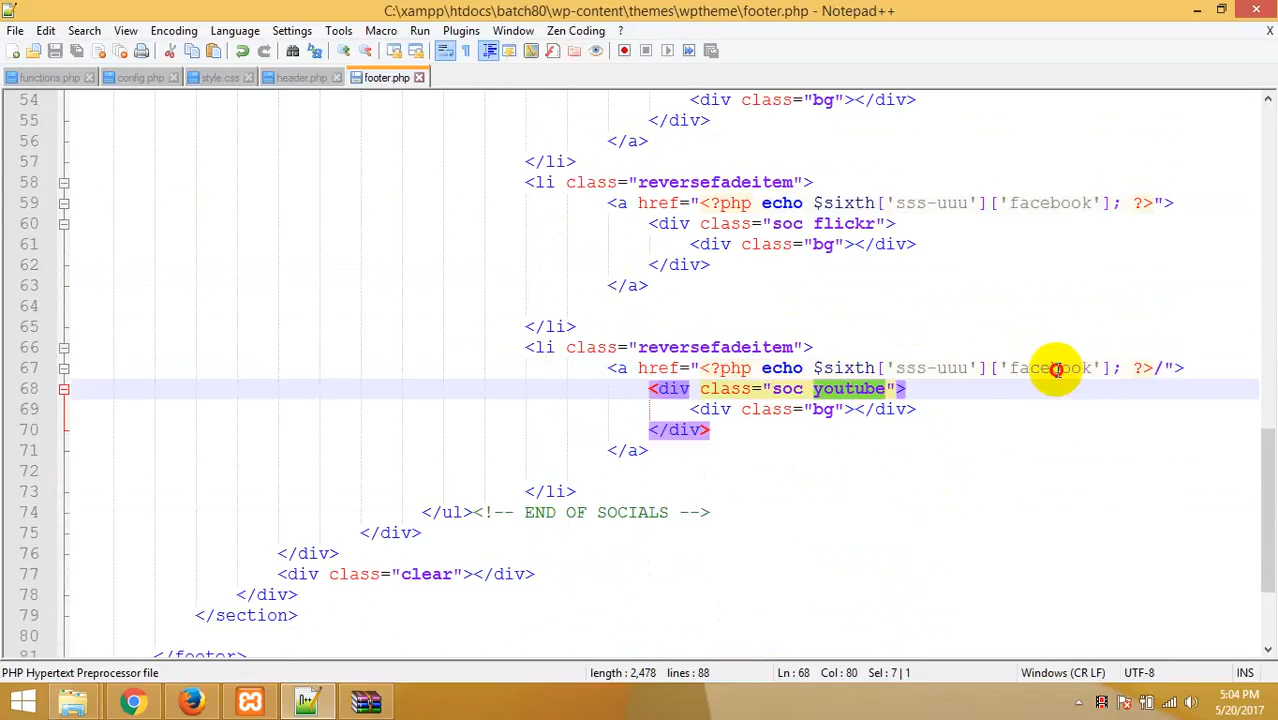 C:\xampp\htdocs\batch80\wp-content\themes\wptheme\footer.php - Notepad++
File Edit Search View Encoding Language Settings Tools Macro Run Plugins Window Zen Coding ? X
functions.php config.php style.css header.php footer.php
54 <div class="bg"></div>
55 </div>
56 </a>
57 </li>
58 <li class="reversefadeitem">
59 <a href="<?php echo $sixth['sss-uuu']['facebook']; ?>">
60 <div class="soc flickr">
61 <div class="bg"></div>
62 </div>
63 </a>
64
65 </li>
66 <li class="reversefadeitem">
67 <a href="<?php echo $sixth['sss-uuu']['facebook']; ?>/">
68 <div class="soc youtube">
69 <div class="bg"></div>
70 </div>
71 </a>
72
73 </li>
74 </ul><!-- END OF SOCIALS -->
75 </div>
76 </div>
77 <div class="clear"></div>
78 </div>
79 </section>
80
81 </footer>
PHP Hypertext Preprocessor file length : 2,478 lines : 88 Ln : 68 Col : 80 Sel : 7 | 1 Windows (CR LF) UTF-8 INS
5:04 PM
5/20/2017